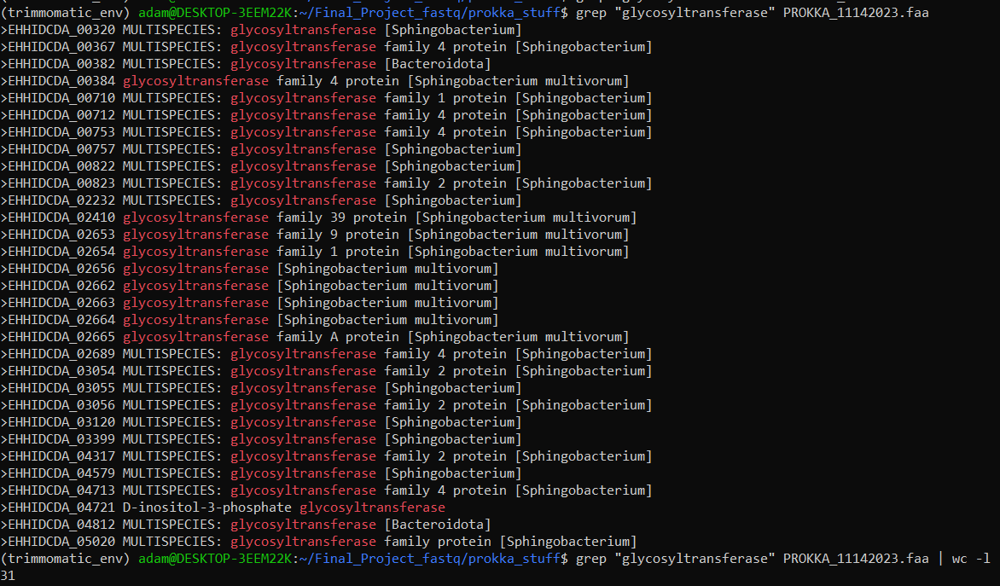 (trimmomatic_env) adam@DESKTOP-3EEM22K:~/Final_Project_fastq/prokka_stuff$ grep "glycosyltransferase" PROKKA_11142023.faa
>EHHIDCDA_00320 MULTISPECIES: glycosyltransferase [Sphingobacterium]
>EHHIDCDA_00367 MULTISPECIES: glycosyltransferase family 4 protein [Sphingobacterium]
>EHHIDCDA_00382 MULTISPECIES: glycosyltransferase [Bacteroidota]
>EHHIDCDA_00384 glycosyltransferase family 4 protein [Sphingobacterium multivorum]
>EHHIDCDA_00710 MULTISPECIES: glycosyltransferase family 1 protein [Sphingobacterium]
>EHHIDCDA_00712 MULTISPECIES: glycosyltransferase family 4 protein [Sphingobacterium]
>EHHIDCDA_00753 MULTISPECIES: glycosyltransferase family 4 protein [Sphingobacterium]
>EHHIDCDA_00757 MULTISPECIES: glycosyltransferase [Sphingobacterium]
>EHHIDCDA_00822 MULTISPECIES: glycosyltransferase [Sphingobacterium]
>EHHIDCDA_00823 MULTISPECIES: glycosyltransferase family 2 protein [Sphingobacterium]
>EHHIDCDA_02232 MULTISPECIES: glycosyltransferase [Sphingobacterium]
>EHHIDCDA_02410 glycosyltransferase family 39 protein [Sphingobacterium multivorum]
>EHHIDCDA_02653 glycosyltransferase family 9 protein [Sphingobacterium multivorum]
>EHHIDCDA_02654 glycosyltransferase family 1 protein [Sphingobacterium multivorum]
>EHHIDCDA_02656 glycosyltransferase [Sphingobacterium multivorum]
>EHHIDCDA_02662 glycosyltransferase [Sphingobacterium multivorum]
>EHHIDCDA_02663 glycosyltransferase [Sphingobacterium multivorum]
>EHHIDCDA_02664 glycosyltransferase [Sphingobacterium multivorum]
>EHHIDCDA_02665 glycosyltransferase family A protein [Sphingobacterium multivorum]
>EHHIDCDA_02689 MULTISPECIES: glycosyltransferase family 4 protein [Sphingobacterium]
>EHHIDCDA_03054 MULTISPECIES: glycosyltransferase family 2 protein [Sphingobacterium]
>EHHIDCDA_03055 MULTISPECIES: glycosyltransferase [Sphingobacterium]
>EHHIDCDA_03056 MULTISPECIES: glycosyltransferase family 2 protein [Sphingobacterium]
>EHHIDCDA_03120 MULTISPECIES: glycosyltransferase [Sphingobacterium]
>EHHIDCDA_03399 MULTISPECIES: glycosyltransferase [Sphingobacterium]
>EHHIDCDA_04317 MULTISPECIES: glycosyltransferase family 2 protein [Sphingobacterium]
>EHHIDCDA_04579 MULTISPECIES: glycosyltransferase [Sphingobacterium]
>EHHIDCDA_04713 MULTISPECIES: glycosyltransferase family 4 protein [Sphingobacterium]
>EHHIDCDA_04721 D-inositol-3-phosphate glycosyltransferase
>EHHIDCDA_04812 MULTISPECIES: glycosyltransferase [Bacteroidota]
>EHHIDCDA_05020 MULTISPECIES: glycosyltransferase family protein [Sphingobacterium]
(trimmomatic_env) adam@DESKTOP-3EEM22K:~/Final_Project_fastq/prokka_stuff$ grep "glycosyltransferase" PROKKA_11142023.faa | wc -l
31